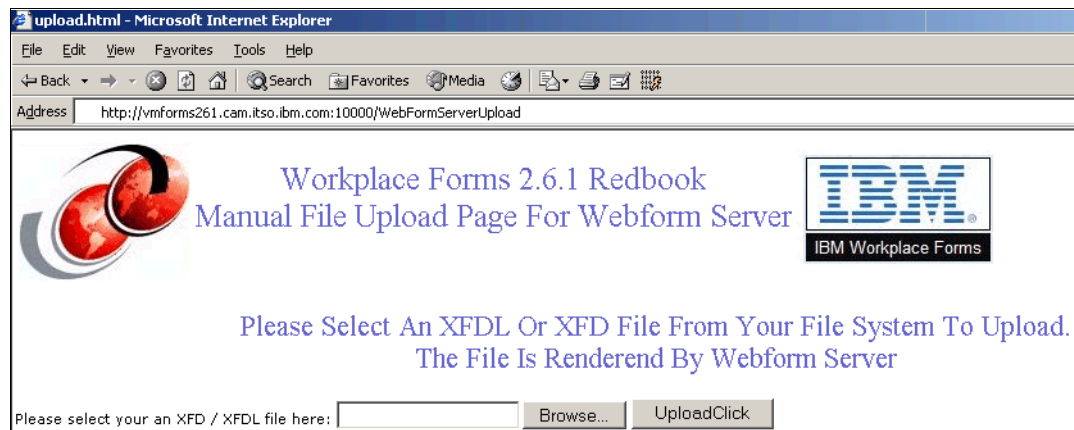 upload.html - Microsoft Internet Explorer
File Edit View Favorites Tools Help
Back Search Favorites Media
Address http://vmforms261.cam.itso.ibm.com:10000/WebFormServerUpload
Workplace Forms 2.6.1 Redbook
Manual File Upload Page For Webform Server
IBM®
IBM Workplace Forms
Please Select An XFDL Or XFD File From Your File System To Upload.
The File Is Renderend By Webform Server
Please select your an XFD / XFDL file here: Browse... UploadClick